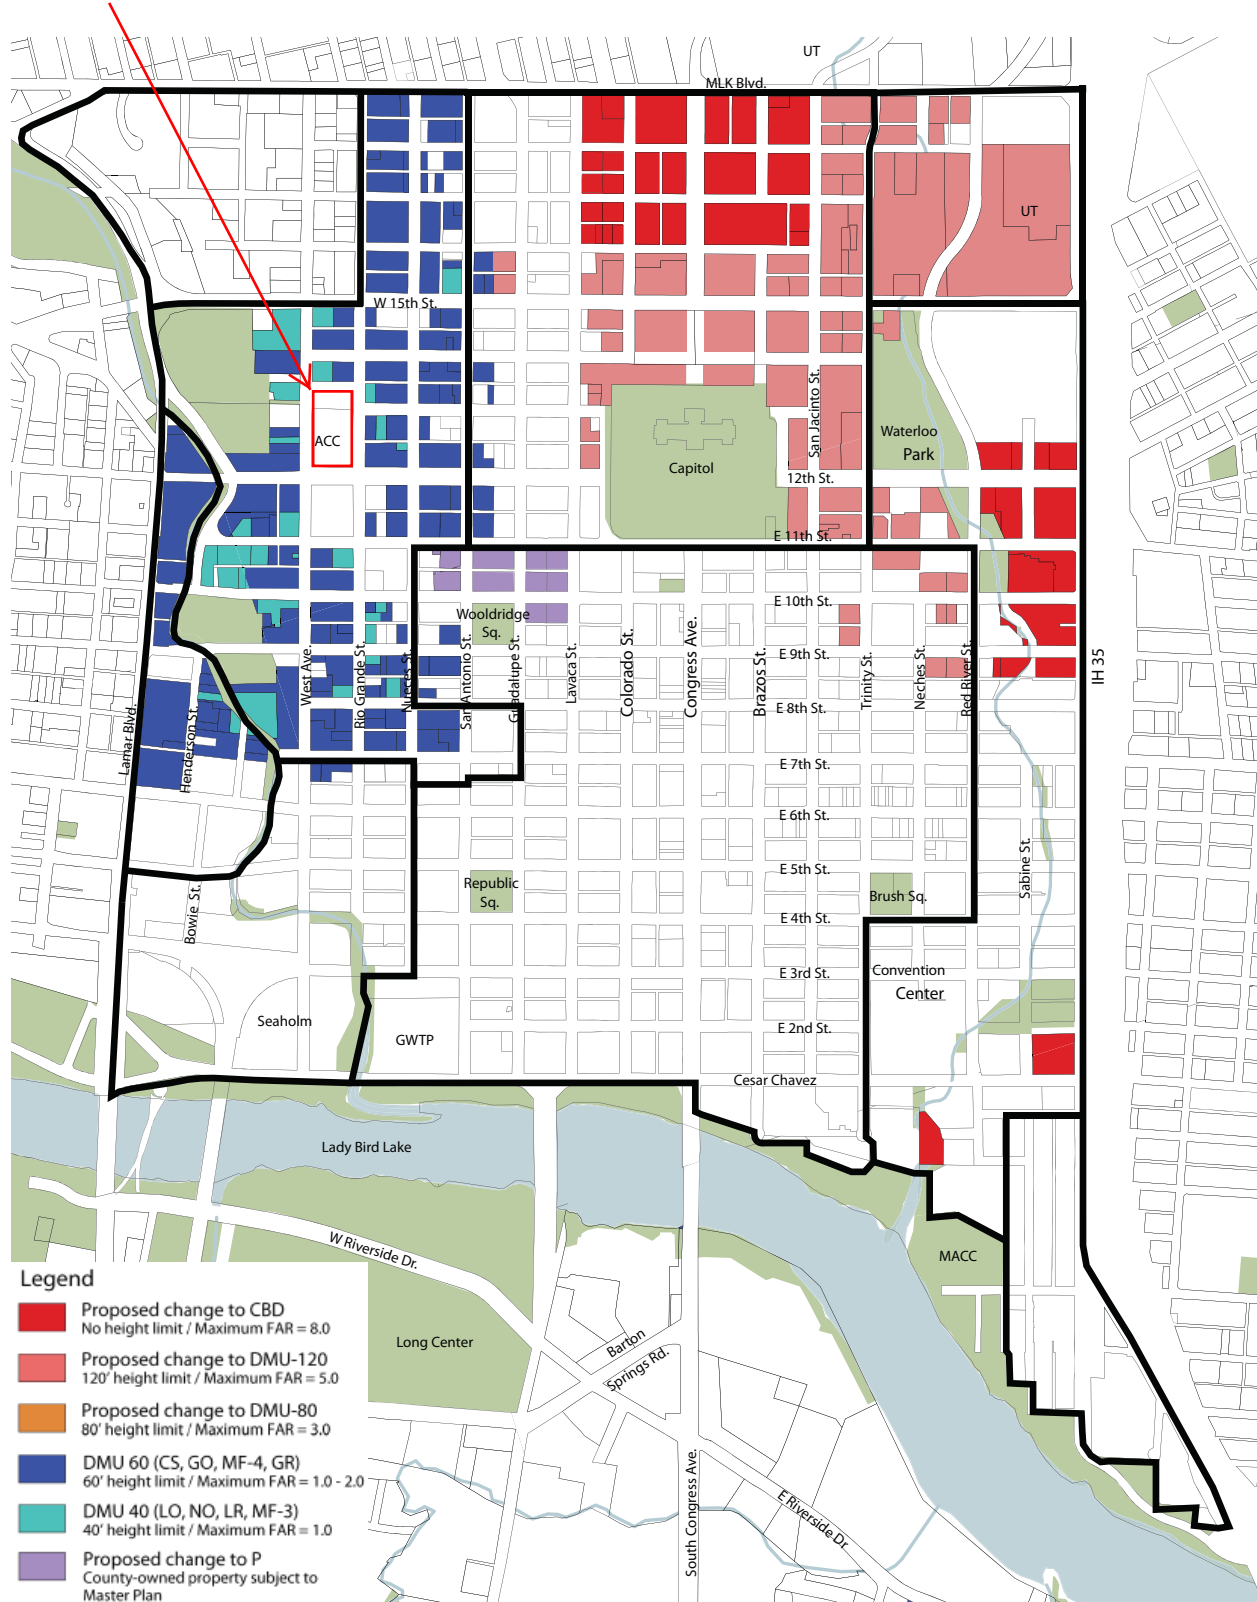 UT
MLK Blvd.
UT
W 15th St.
San Jacinto St.
Waterloo
Park
ACC
Capitol
12th St.
E 11th St.
E 10th St.
Wooldridge
Sq.
E 9th St.
West Ave.
Rio Grande St.
Nueces St.
San Antonio St.
Guadalupe St.
Lavaca St.
Colorado St.
Congress Ave.
Brazos St.
Trinity St.
Neches St.
Red River St.
IH 35
E 8th St.
Lamar Blvd.
Henderson St.
E 7th St.
E 6th St.
E 5th St.
Sabine St.
Republic
Sq.
Brush Sq.
Bowie St.
E 4th St.
E 3rd St.
Convention
Center
Seaholm
GWTP
E 2nd St.
Cesar Chavez
Lady Bird Lake
W Riverside Dr.
MACC
Long Center
Barton
Springs Rd.
South Congress Ave.
E Riverside Dr
Legend
Proposed change to CBD
No height limit / Maximum FAR = 8.0
Proposed change to DMU-120
120' height limit / Maximum FAR = 5.0
Proposed change to DMU-80
80' height limit / Maximum FAR = 3.0
DMU 60 (CS, GO, MF-4, GR)
60' height limit / Maximum FAR = 1.0 - 2.0
DMU 40 (LO, NO, LR, MF-3)
40' height limit / Maximum FAR = 1.0
Proposed change to P
County-owned property subject to
Master Plan